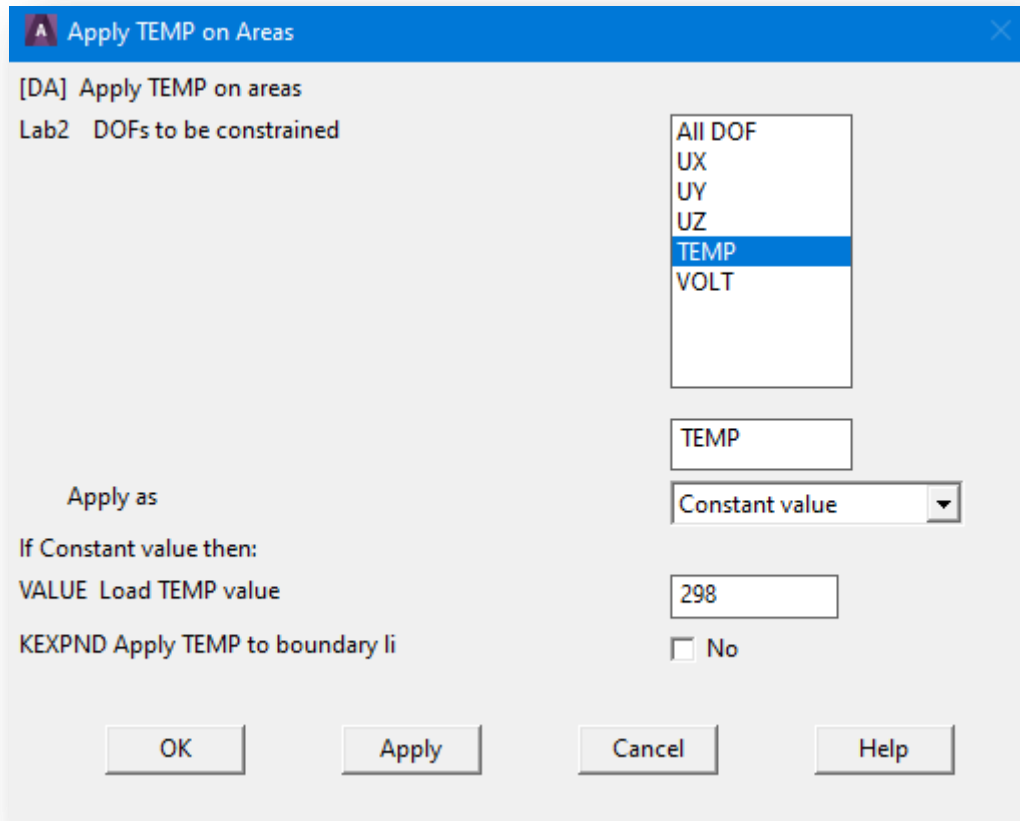 Apply TEMP on Areas
[DA] Apply TEMP on areas
Lab2 DOFs to be constrained
All DOF
UX
UY
UZ
TEMP
VOLT
TEMP
Apply as
Constant value
If Constant value then:
VALUE Load TEMP value
298
KEXPND Apply TEMP to boundary li
No
OK Apply Cancel Help